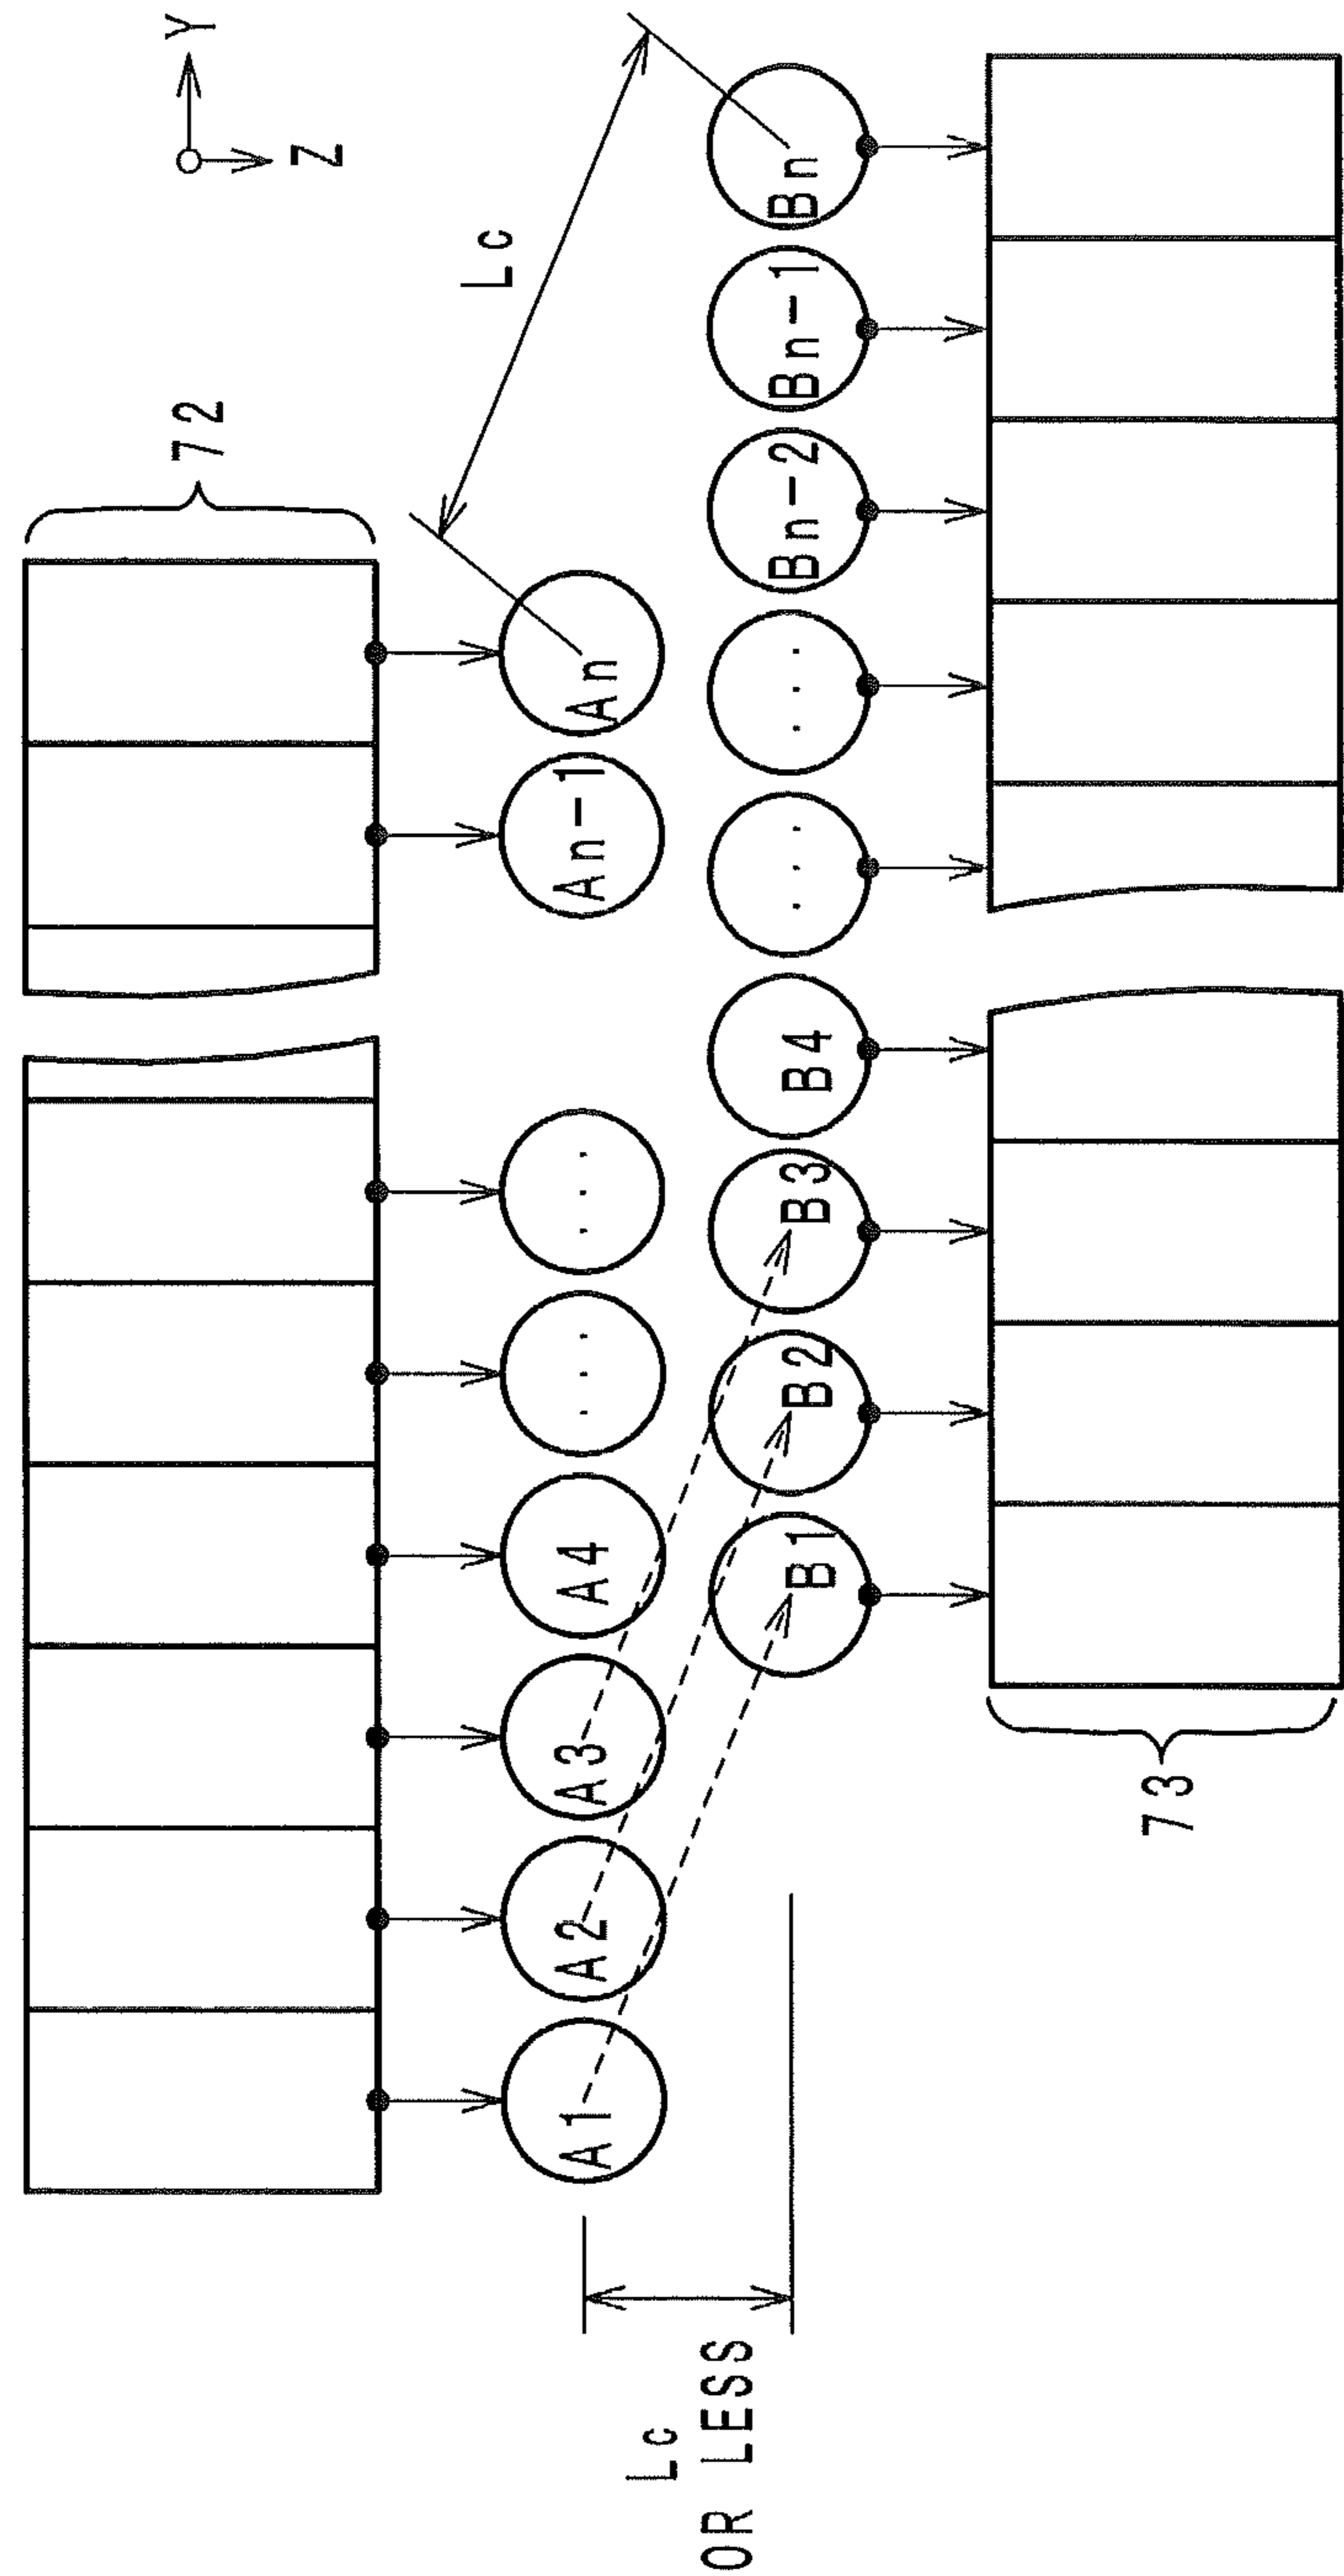 72
Y
Z
Lc
A1 A2 A3 A4 ... ... An-1 An
Lc
OR LESS
B1 B2 B3 B4 ... ... Bn-2 Bn-1 Bn
73